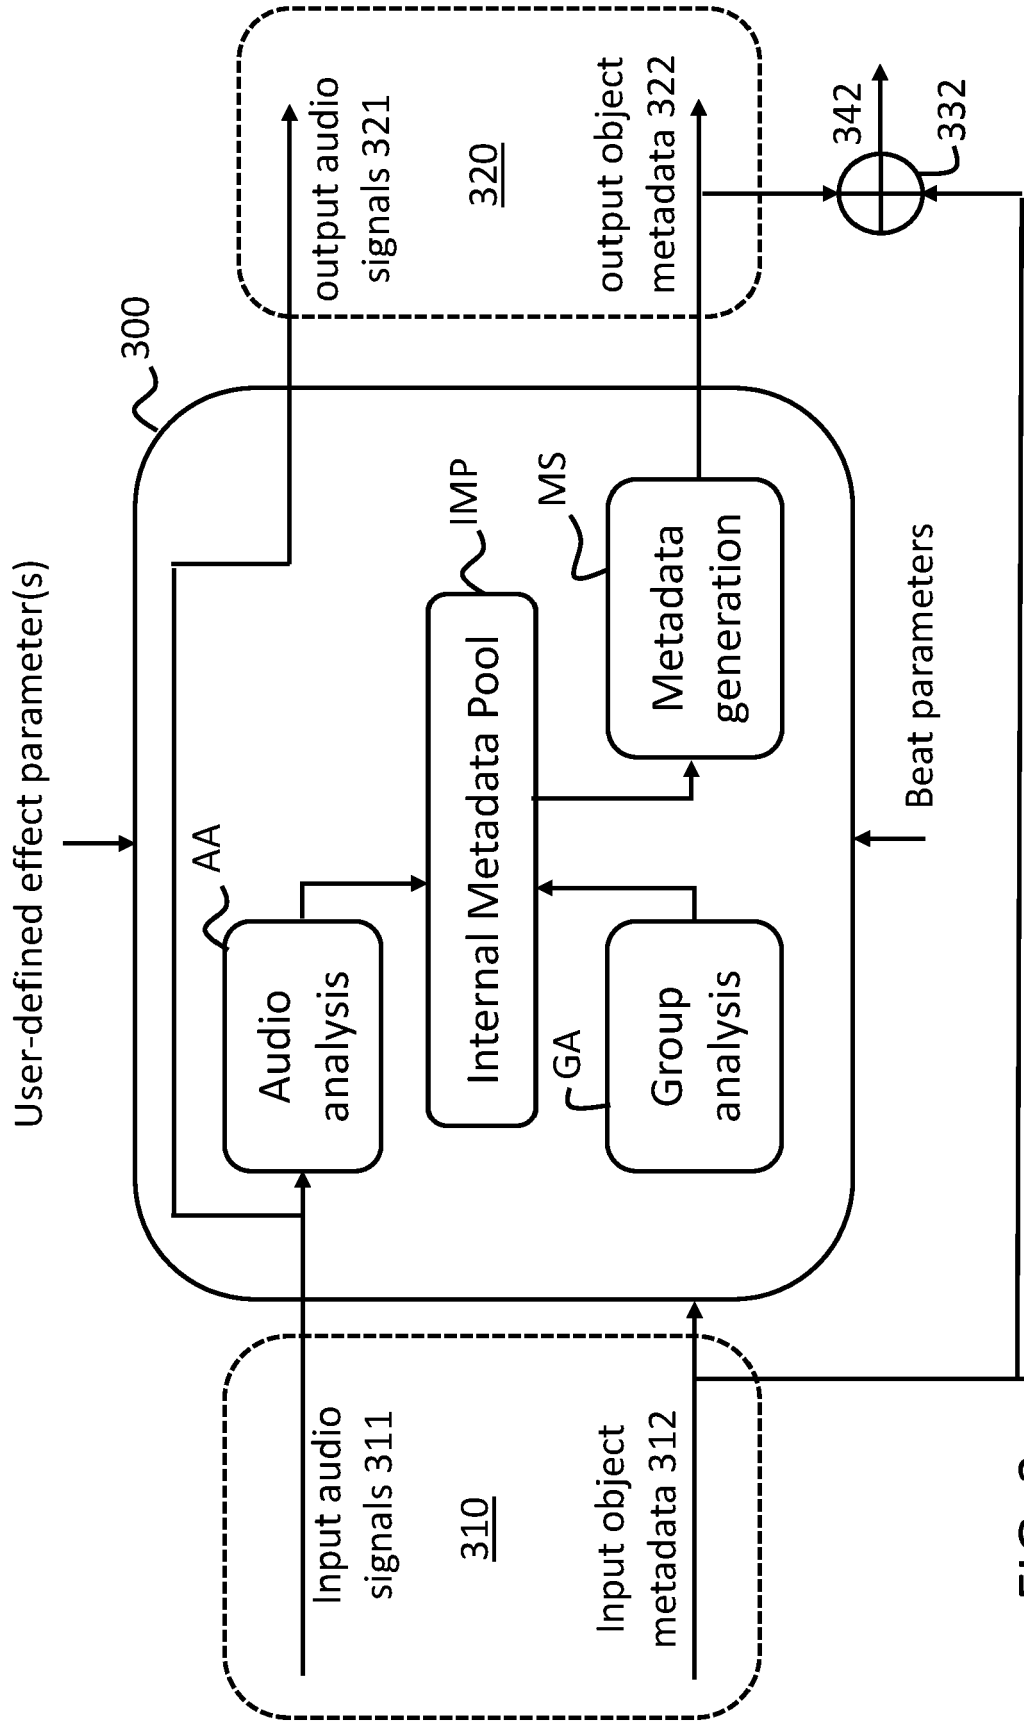 User-defined effect parameter(s)
300
AA
Audio
analysis
Internal Metadata Pool
IMP
GA
Group
analysis
MS
Metadata
generation
Beat parameters
Input audio
signals 311
310
Input object
metadata 312
output audio
signals 321
320
output object
metadata 322
342
332